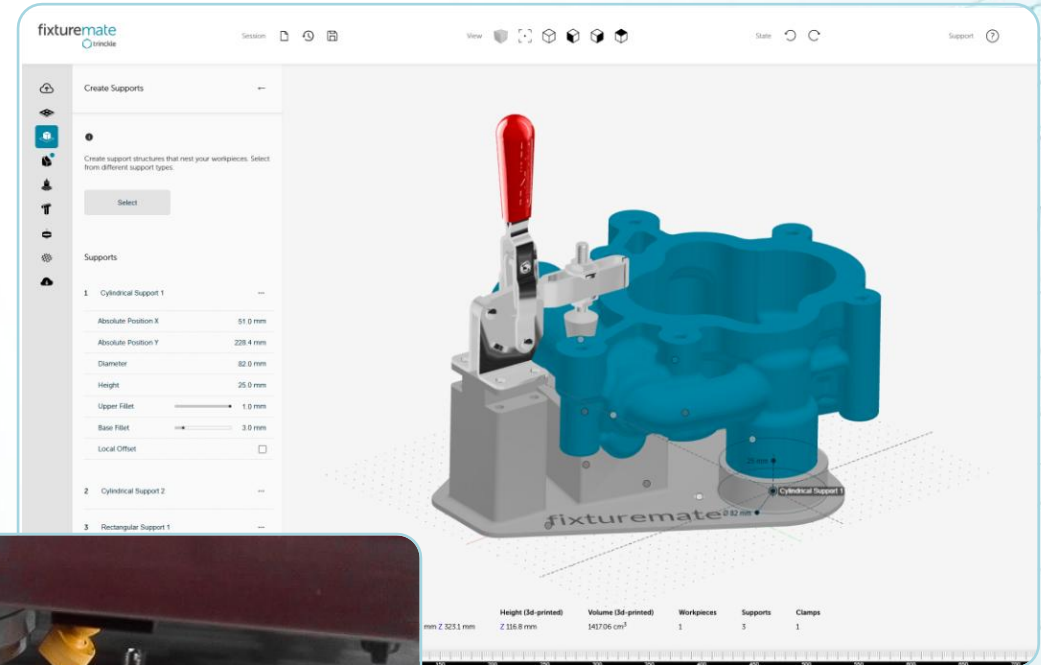 fixturemate
trinckle
Session
View
State
Support
?
Create Supports
Create support structures that nest your workpieces. Select
from different support types.
Select
Supports
1 Cylindrical Support 1
Absolute Position X 51.0 mm
Absolute Position Y 228.4 mm
Diameter 82.0 mm
Height 25.0 mm
Upper Fillet 1.0 mm
Base Fillet 3.0 mm
Local Offset
2 Cylindrical Support 2
3 Rectangular Support 1
25 mm
Cylindrical Support 1
Ø 82 mm
fixturemate
mm Z 323.1 mm
Height (3d-printed)
Z 116.8 mm
Volume (3d-printed)
1417.06 cm³
Workpieces
1
Supports
3
Clamps
1